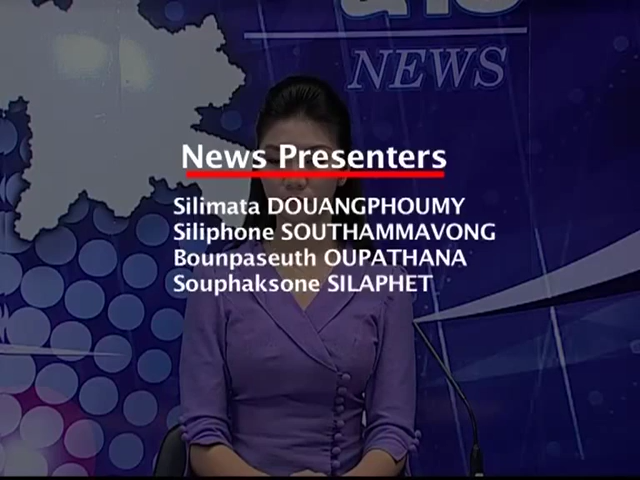 NEWS
News Presenters
Silimata DOUANGPHOUMY
Siliphone SOUTHAMMAVONG
Bounpaseuth OUPATHANA
Souphaksone SILAPHET